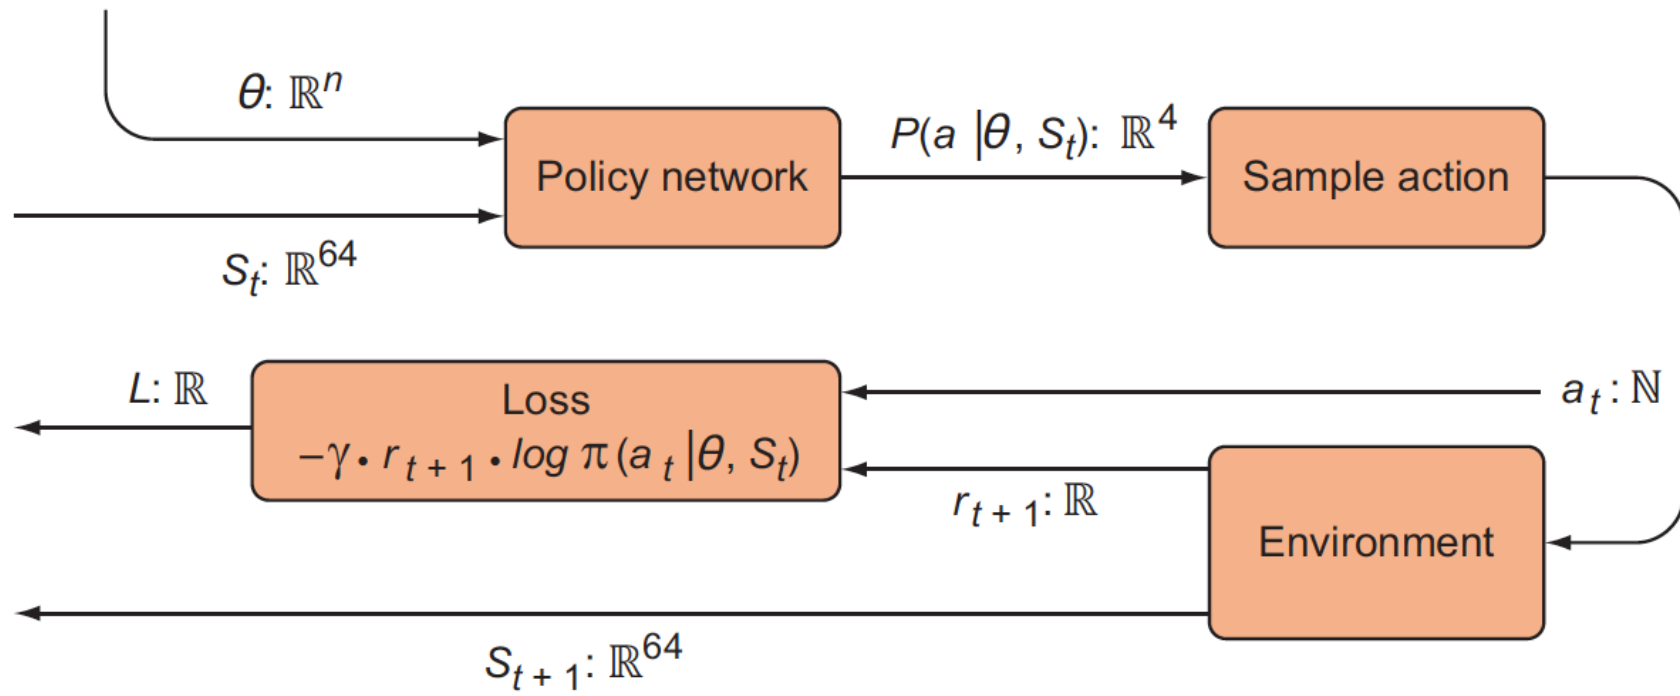 θ: ℝⁿ
Policy network
P(a |θ, Sₜ): ℝ⁴
Sample action
Sₜ: ℝ⁶⁴
L: ℝ
Loss
−γ • rₜ₊₁ • log π(aₜ|θ, Sₜ)
aₜ: ℕ
rₜ₊₁: ℝ
Environment
Sₜ₊₁: ℝ⁶⁴